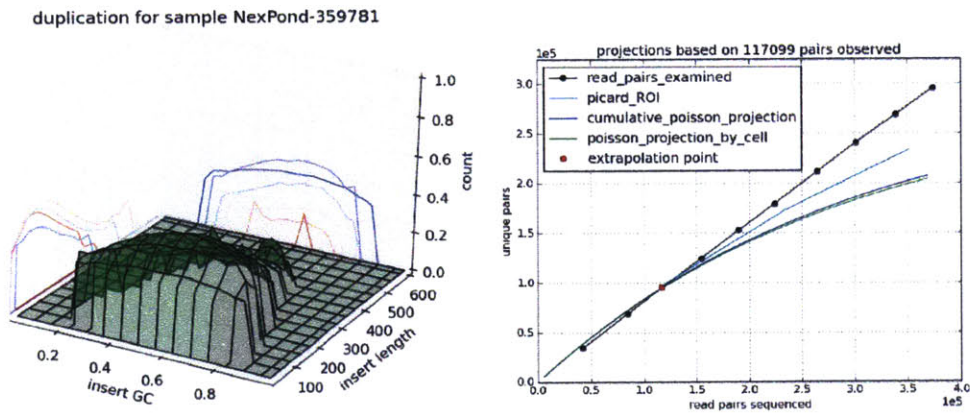 duplication for sample NexPond-359781
1.0
0.8
0.6
0.4
0.2
0.0
count
0.2
0.4
0.6
0.8
insert GC
100
200
300
400
500
600
insert length
projections based on 117099 pairs observed
1e5
3.0
2.5
2.0
1.5
1.0
0.5
0.0
unique pairs
read_pairs_examined
picard_ROI
cumulative_poisson_projection
poisson_projection_by_cell
extrapolation point
0.0
0.5
1.0
1.5
2.0
2.5
3.0
3.5
4.0
1e5
read pairs sequenced